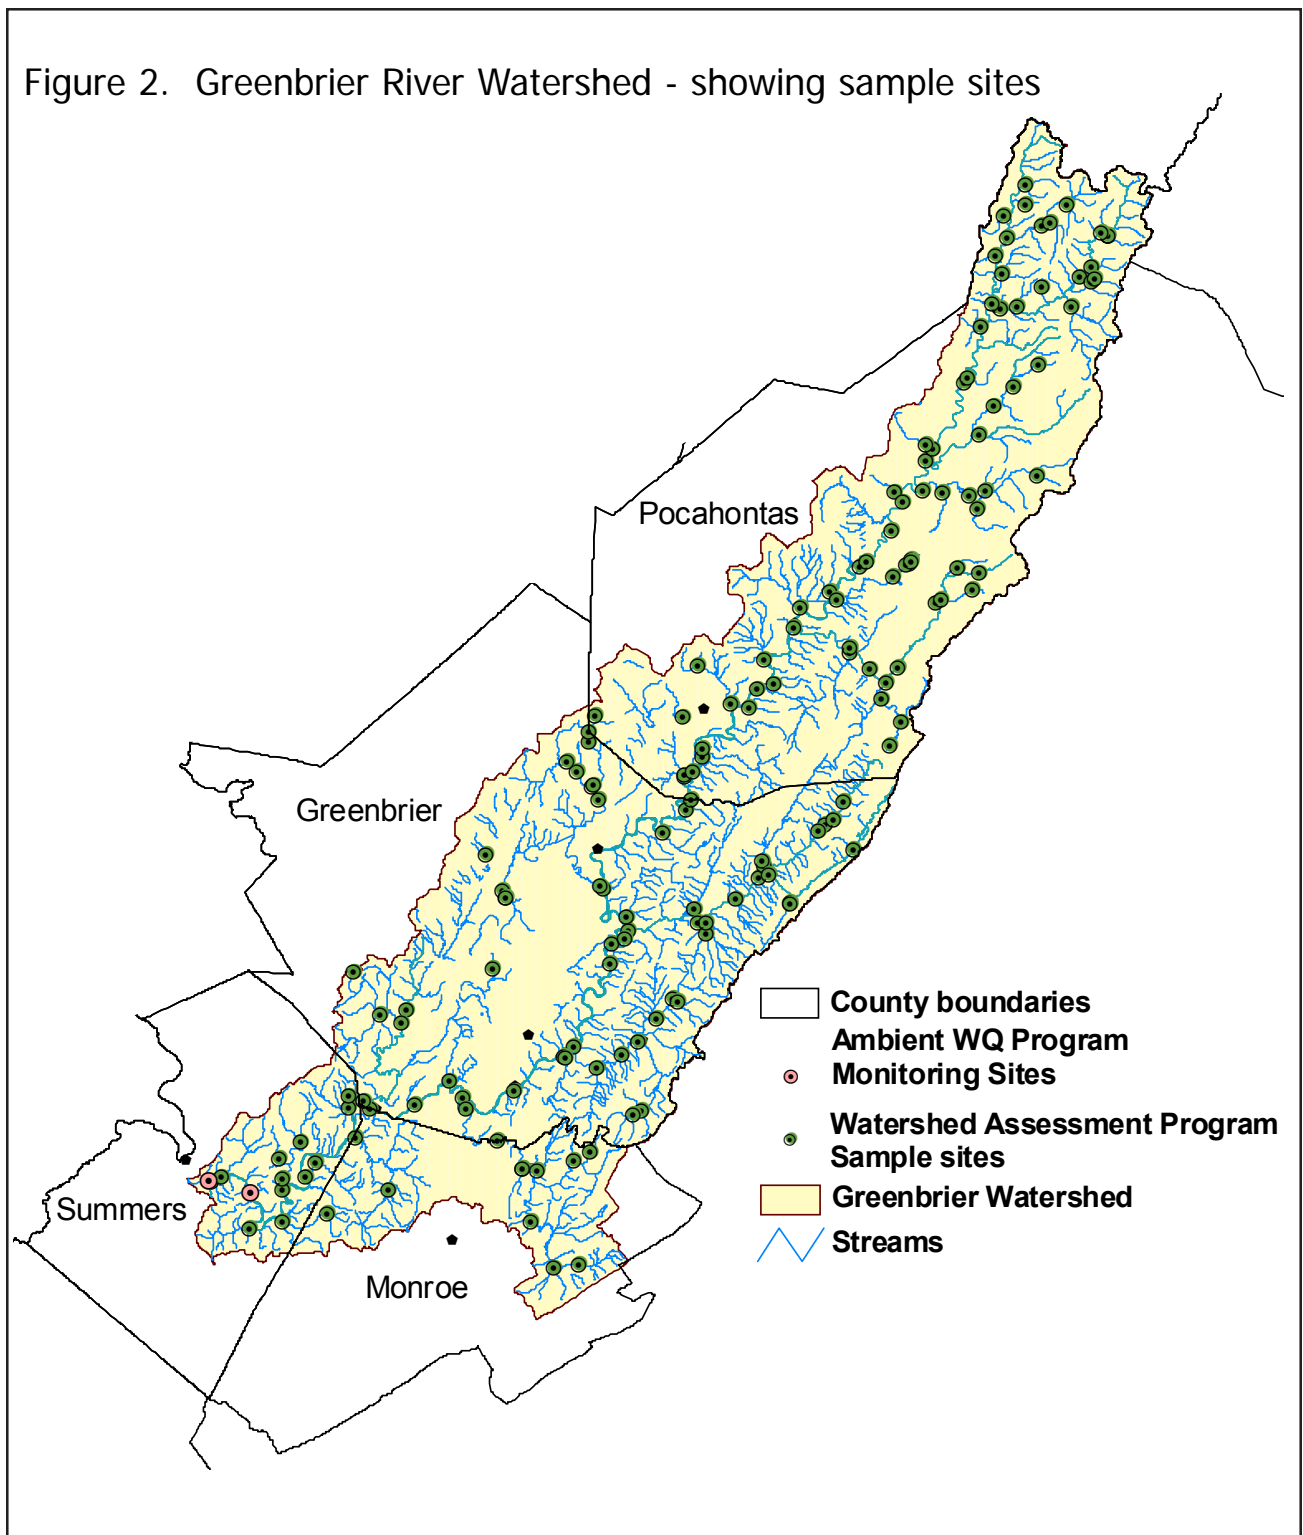 Figure 2.  Greenbrier River Watershed - showing sample sites
Pocahontas
Greenbrier
County boundaries
Ambient WQ Program
Monitoring Sites
Watershed Assessment Program
Sample sites
Greenbrier Watershed
Streams
Summers
Monroe